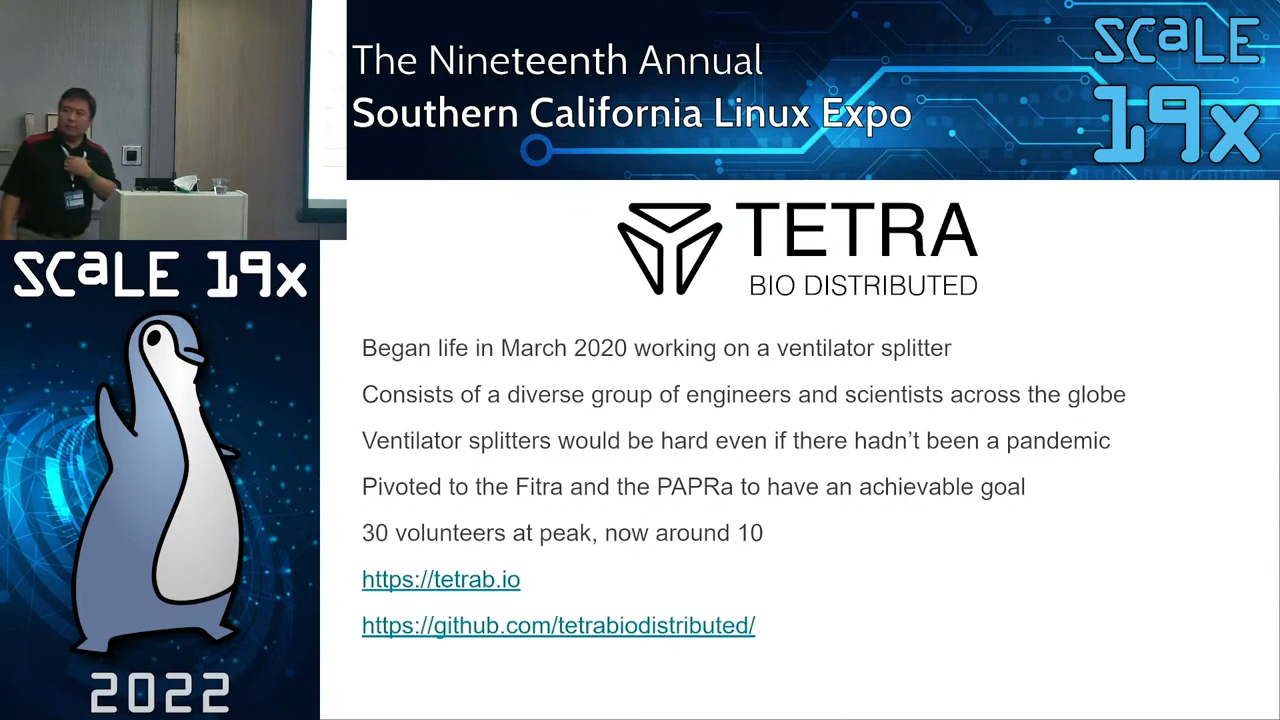 The Nineteenth Annual
Southern California Linux Expo
SCaLE
19x
SCaLE 19x
2022
TETRA
BIO DISTRIBUTED
Began life in March 2020 working on a ventilator splitter
Consists of a diverse group of engineers and scientists across the globe
Ventilator splitters would be hard even if there hadn’t been a pandemic
Pivoted to the Fitra and the PAPRa to have an achievable goal
30 volunteers at peak, now around 10
https://tetrab.io
https://github.com/tetrabiodistributed/